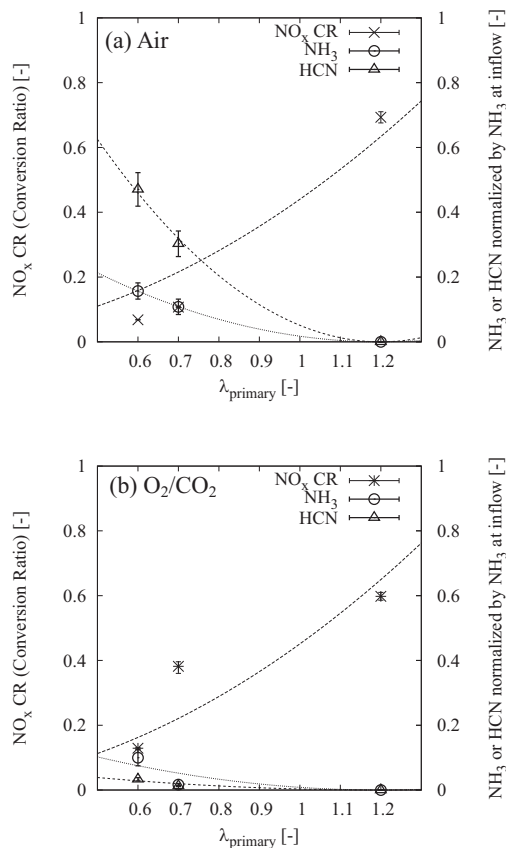 (a) Air
NOx CR
NH3
HCN
1
0.8
0.6
0.4
0.2
0
NOx CR (Conversion Ratio) [-]
1
0.8
0.6
0.4
0.2
0
NH3 or HCN normalized by NH3 at inflow [-]
0.6 0.7 0.8 0.9 1 1.1 1.2
λprimary [-]
(b) O2/CO2
NOx CR
NH3
HCN
1
0.8
0.6
0.4
0.2
0
NOx CR (Conversion Ratio) [-]
1
0.8
0.6
0.4
0.2
0
NH3 or HCN normalized by NH3 at inflow [-]
0.6 0.7 0.8 0.9 1 1.1 1.2
λprimary [-]